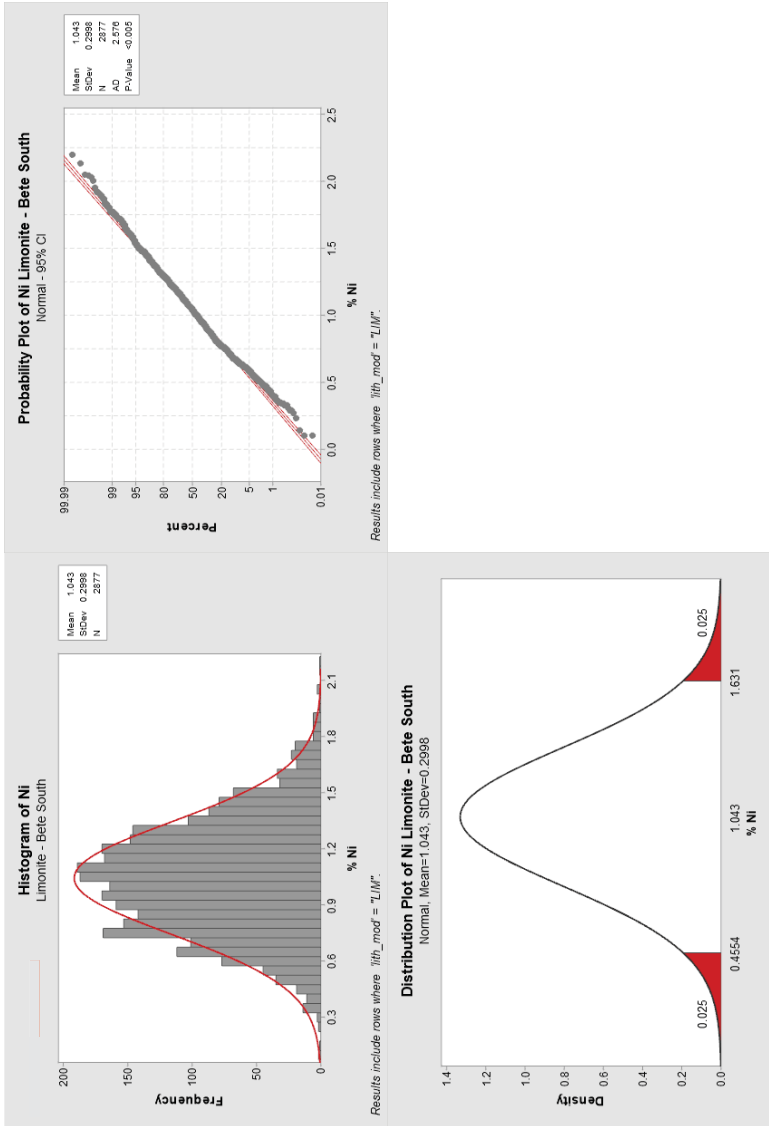 Histogram of Ni
Limonite - Bete South
Mean 1.043
StDev 0.2998
N 2877
200
150
100
50
0
Frequency
0.3 0.6 0.9 1.2 1.5 1.8 2.1
% Ni
Results include rows where 'lith_mod' = "LIM".
Probability Plot of Ni Limonite - Bete South
Normal - 95% CI
Mean 1.043
StDev 0.2998
N 2877
AD 2.576
P-Value <0.005
99.99
99
95
80
50
20
5
1
0.01
Percent
0.0 0.5 1.0 1.5 2.0 2.5
% Ni
Results include rows where 'lith_mod' = "LIM".
Distribution Plot of Ni Limonite - Bete South
Normal, Mean=1.043, StDev=0.2998
1.4
1.2
1.0
0.8
0.6
0.4
0.2
0.0
Density
0.025 0.025
0.4554 1.043 1.631
% Ni